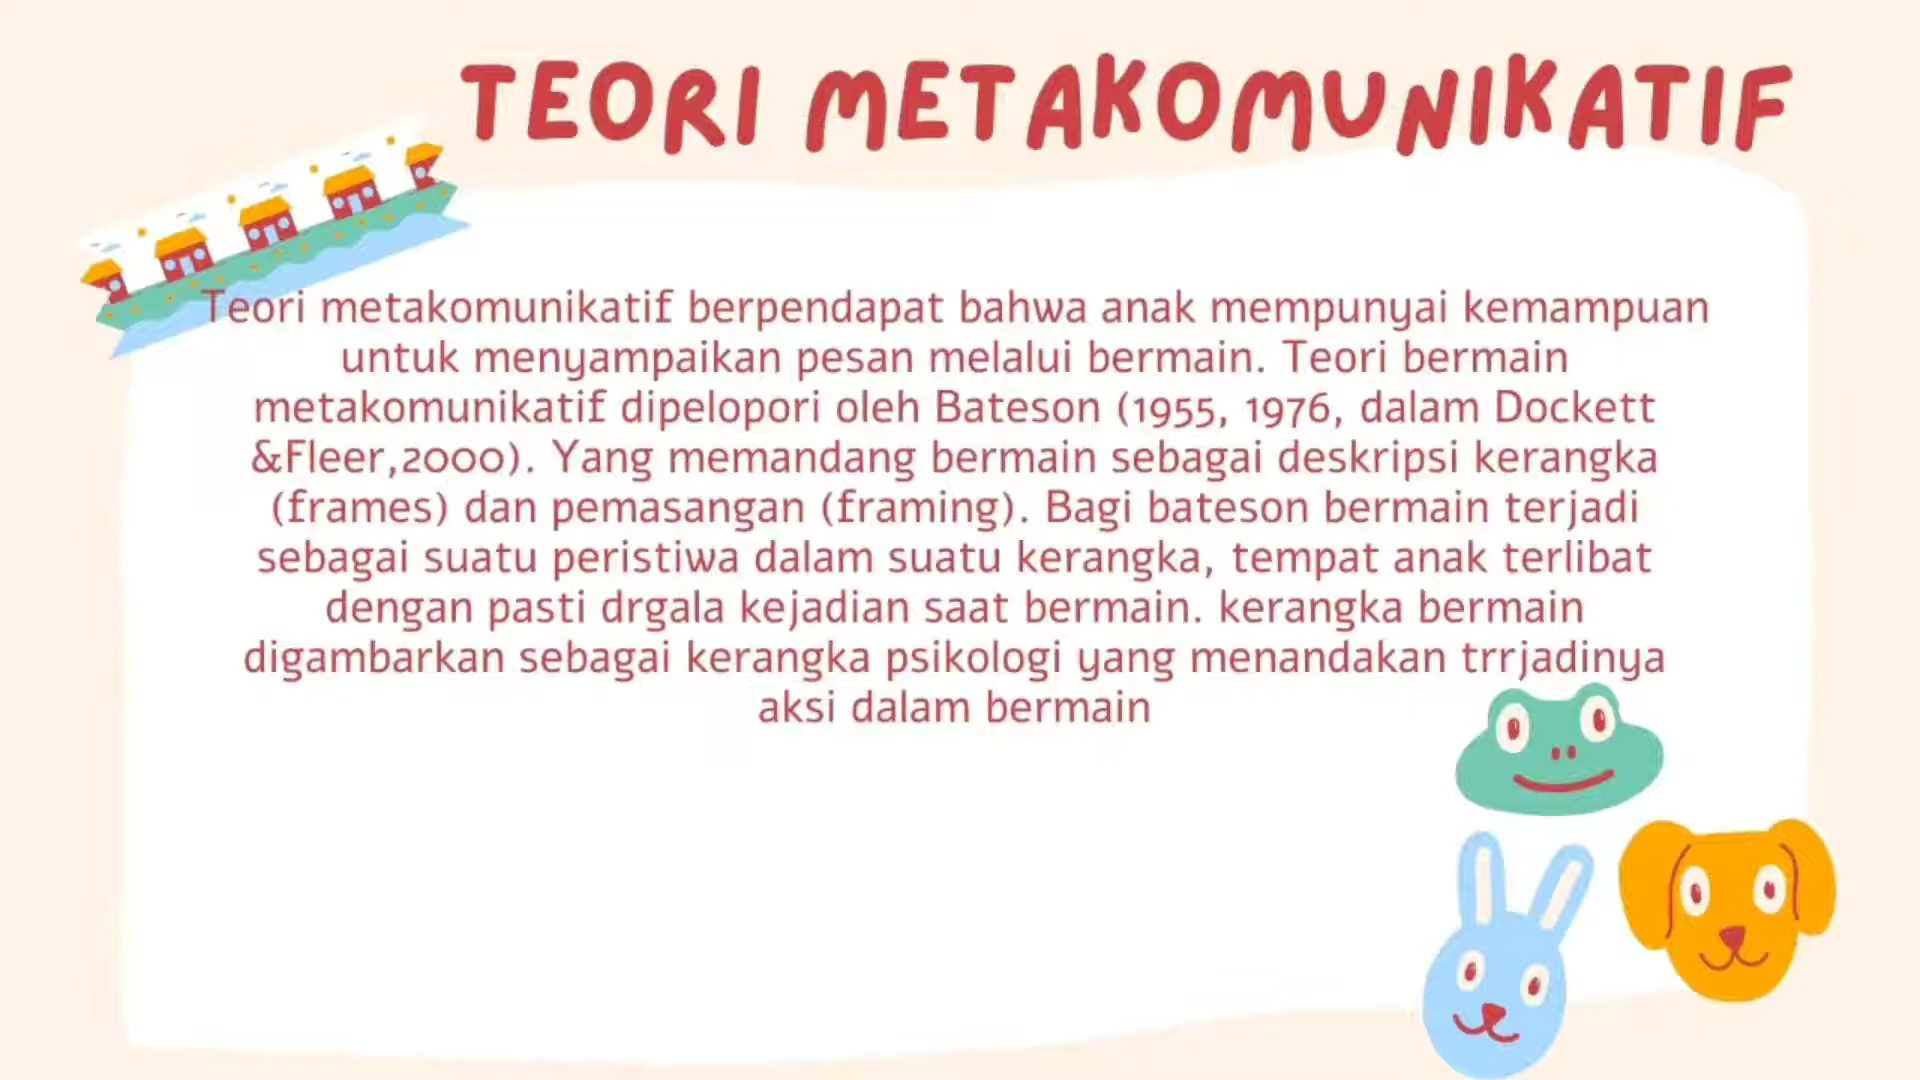 TEORI METAKOMUNIKATIF
Teori metakomunikatif berpendapat bahwa anak mempunyai kemampuan
untuk menyampaikan pesan melalui bermain. Teori bermain
metakomunikatif dipelopori oleh Bateson (1955, 1976, dalam Dockett
&Fleer,2000). Yang memandang bermain sebagai deskripsi kerangka
(frames) dan pemasangan (framing). Bagi bateson bermain terjadi
sebagai suatu peristiwa dalam suatu kerangka, tempat anak terlibat
dengan pasti drgala kejadian saat bermain. kerangka bermain
digambarkan sebagai kerangka psikologi yang menandakan trrjadinya
aksi dalam bermain